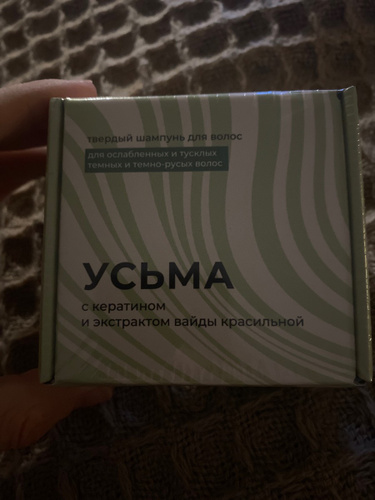 твердый шампунь для волос
для ослабленных и тусклых
темных и темно-русых волос
УСЬМА
с кератином
и экстрактом вайды красильной